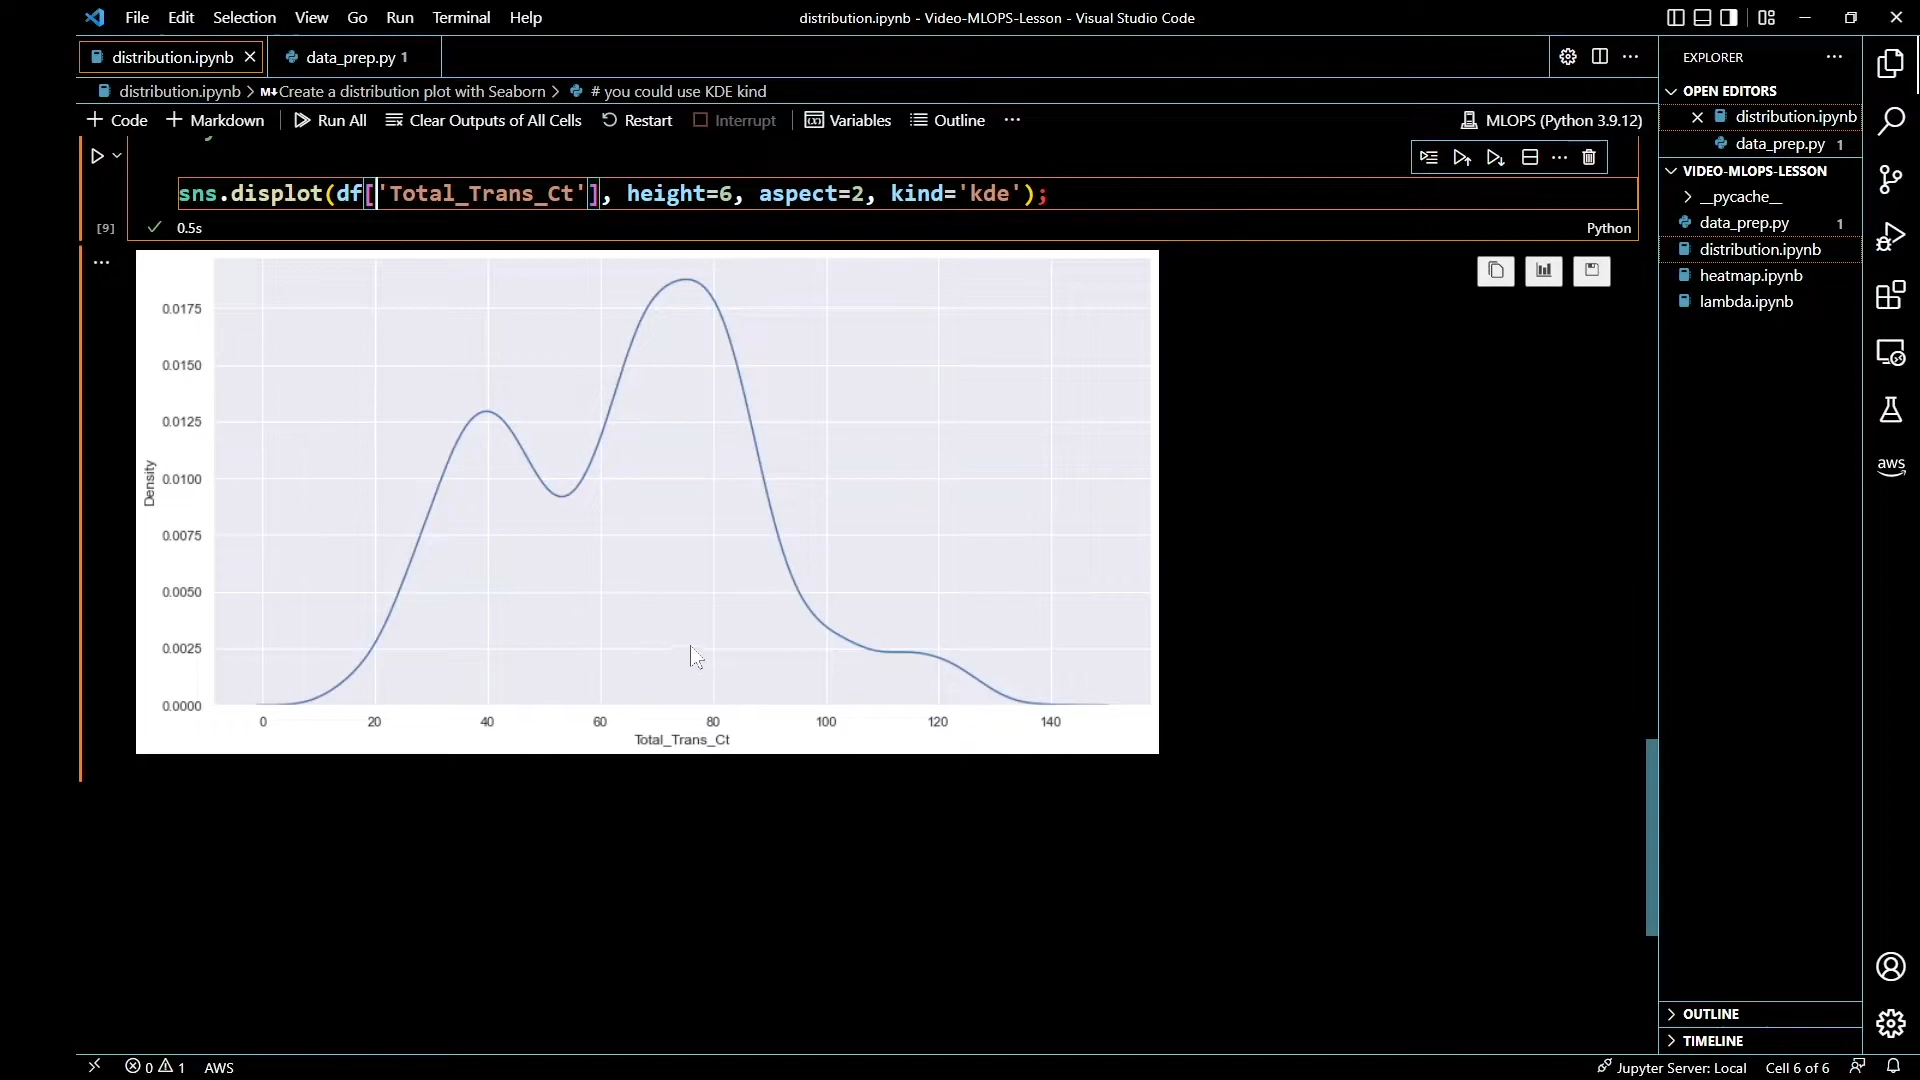 File Edit Selection View Go Run Terminal Help
distribution.ipynb - Video-MLOPS-Lesson - Visual Studio Code
distribution.ipynb
data_prep.py 1
distribution.ipynb > M↓Create a distribution plot with Seaborn > # you could use KDE kind
+ Code + Markdown Run All Clear Outputs of All Cells Restart Interrupt Variables Outline ...
MLOPS (Python 3.9.12)
sns.displot(df['Total_Trans_Ct'], height=6, aspect=2, kind='kde');
[9] 0.5s
Python
0.0175
0.0150
0.0125
0.0100
0.0075
0.0050
0.0025
0.0000
Density
0 20 40 60 80 100 120 140
Total_Trans_Ct
EXPLORER
OPEN EDITORS
distribution.ipynb
data_prep.py 1
VIDEO-MLOPS-LESSON
__pycache__
data_prep.py 1
distribution.ipynb
heatmap.ipynb
lambda.ipynb
OUTLINE
TIMELINE
aws
0 1 AWS
Jupyter Server: Local Cell 6 of 6